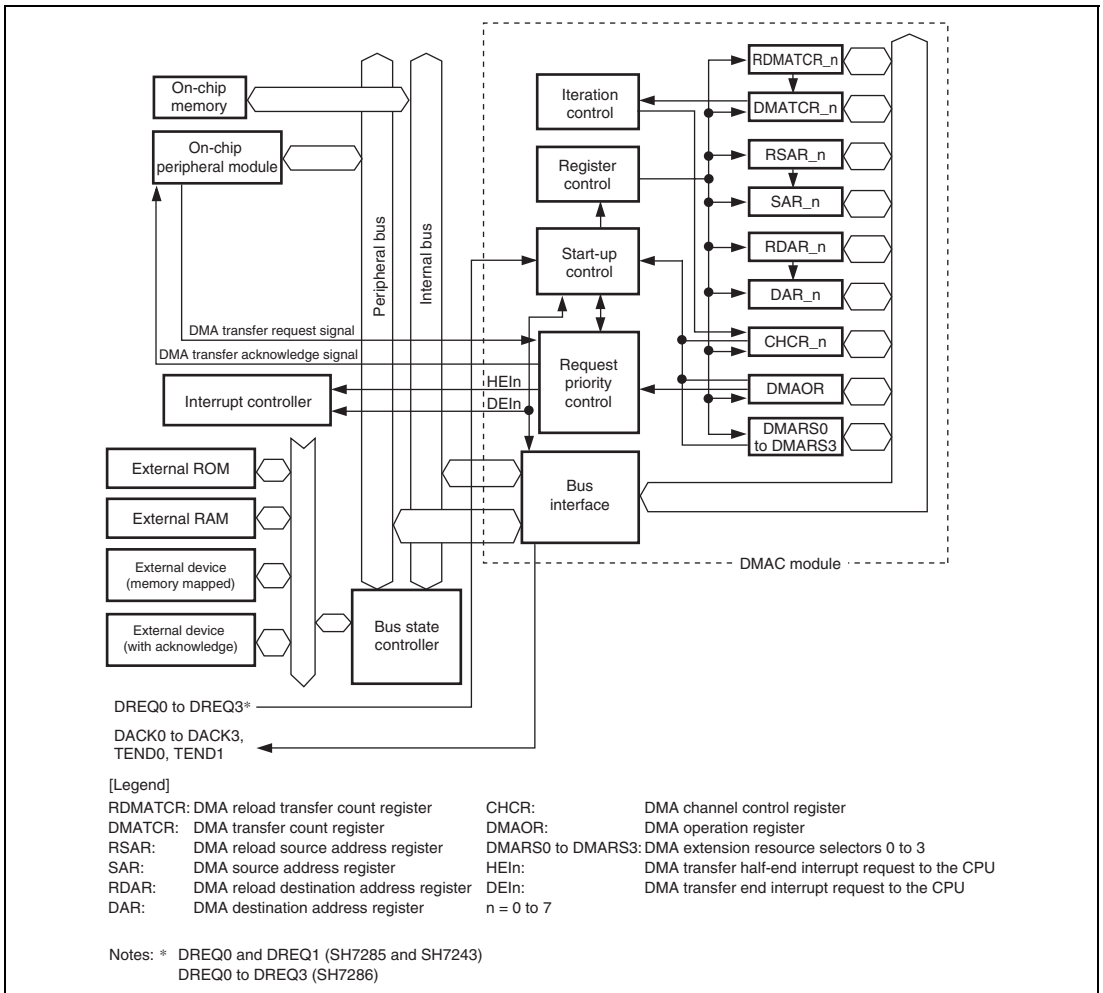 On-chip
memory
On-chip
peripheral module
Peripheral bus
Internal bus
Iteration
control
Register
control
Start-up
control
Request
priority
control
Bus
interface
RDMATCR_n
DMATCR_n
RSAR_n
SAR_n
RDAR_n
DAR_n
CHCR_n
DMAOR
DMARS0
to DMARS3
DMA transfer request signal
DMA transfer acknowledge signal
HEIn
DEIn
Interrupt controller
External ROM
External RAM
External device
(memory mapped)
External device
(with acknowledge)
Bus state
controller
DMAC module
DREQ0 to DREQ3*
DACK0 to DACK3,
TEND0, TEND1
[Legend]
RDMATCR: DMA reload transfer count register
DMATCR: DMA transfer count register
RSAR: DMA reload source address register
SAR: DMA source address register
RDAR: DMA reload destination address register
DAR: DMA destination address register
CHCR: DMA channel control register
DMAOR: DMA operation register
DMARS0 to DMARS3: DMA extension resource selectors 0 to 3
HEIn: DMA transfer half-end interrupt request to the CPU
DEIn: DMA transfer end interrupt request to the CPU
n = 0 to 7
Notes: * DREQ0 and DREQ1 (SH7285 and SH7243)
DREQ0 to DREQ3 (SH7286)